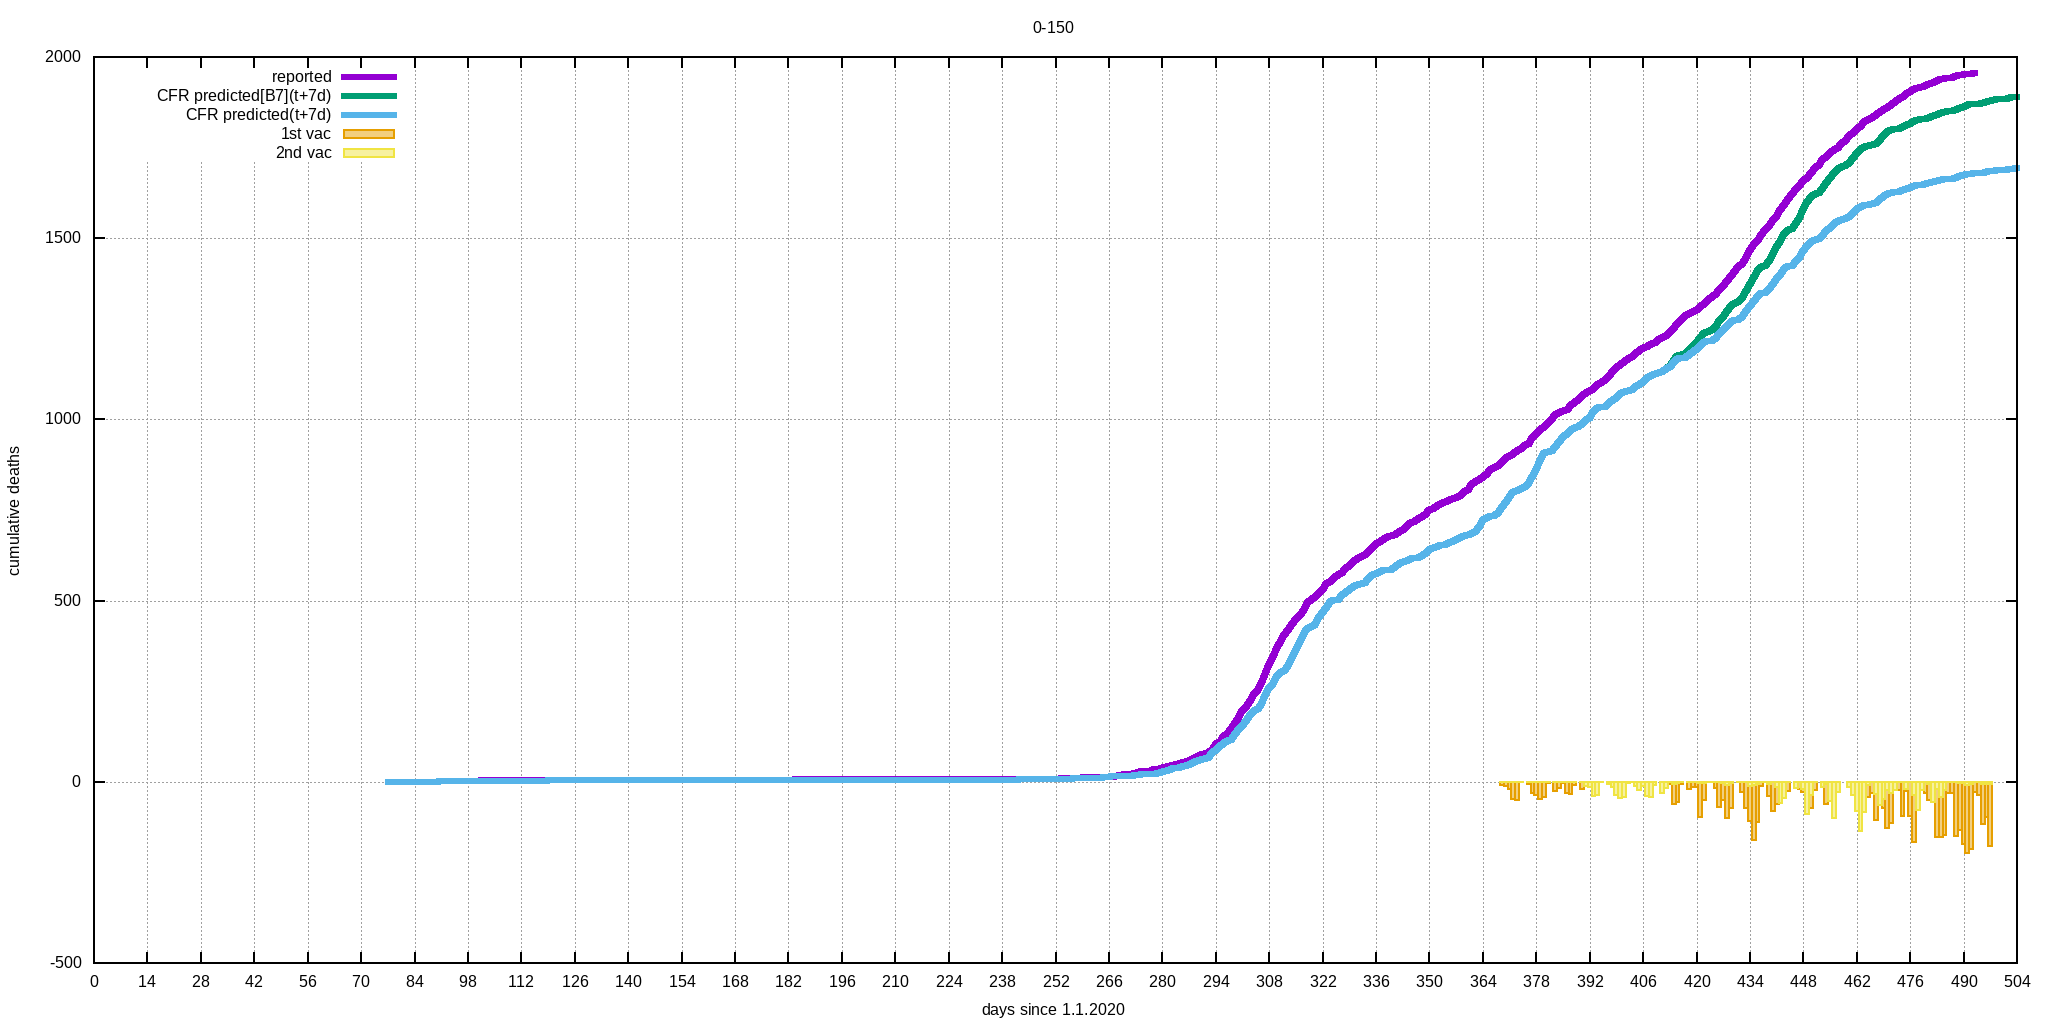 0-150
2000
1500
1000
500
0
-500
cumulative deaths
reported
CFR predicted[B7](t+7d)
CFR predicted(t+7d)
1st vac
2nd vac
0 14 28 42 56 70 84 98 112 126 140 154 168 182 196 210 224 238 252 266 280 294 308 322 336 350 364 378 392 406 420 434 448 462 476 490 504
days since 1.1.2020